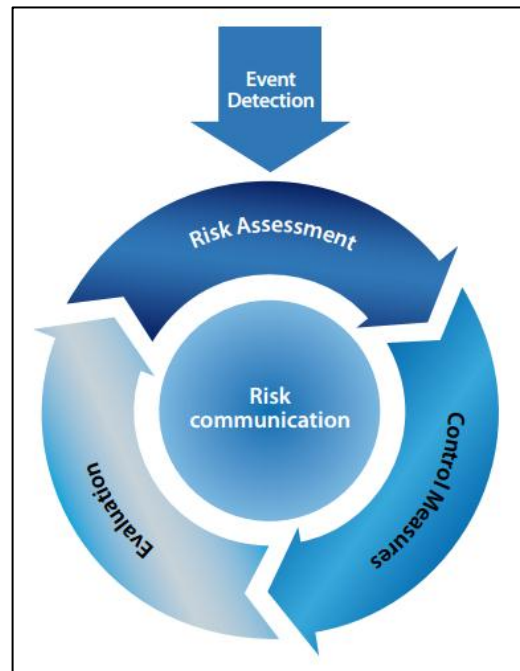 Event
Detection
Risk Assessment
Risk
communication
Control Measures
Evaluation